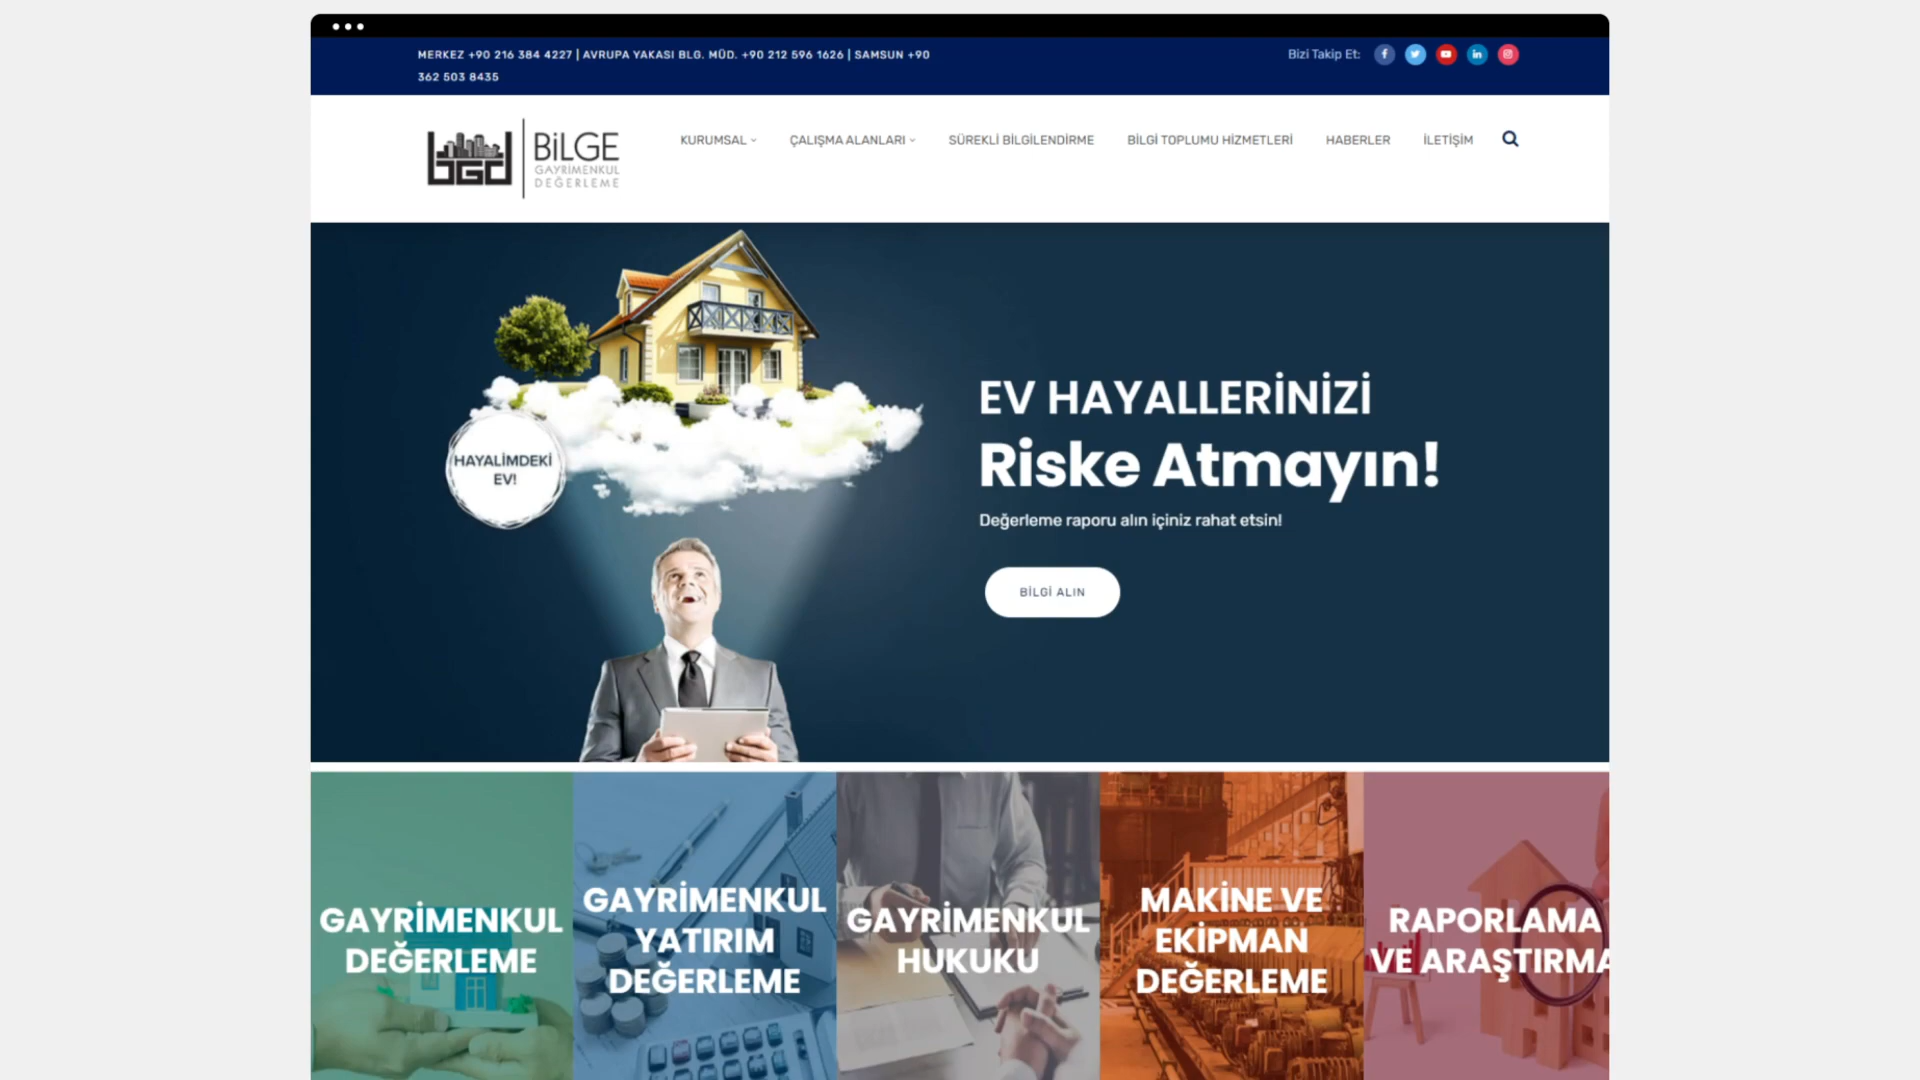 MERKEZ +90 216 384 4227 | AVRUPA YAKASI BLG. MÜD. +90 212 596 1626 | SAMSUN +90
362 503 8435
Bizi Takip Et:
bGd
BİLGE
GAYRİMENKUL
DEĞERLEME
KURUMSAL
ÇALIŞMA ALANLARI
SÜREKLİ BİLGİLENDİRME
BİLGİ TOPLUMU HİZMETLERİ
HABERLER
İLETİŞİM
HAYALİMDEKİ
EV!
EV HAYALLERİNİZİ
Riske Atmayın!
Değerleme raporu alın içiniz rahat etsin!
BİLGİ ALIN
GAYRİMENKUL
DEĞERLEME
GAYRİMENKUL
YATIRIM
DEĞERLEME
GAYRİMENKUL
HUKUKU
MAKİNE VE
EKİPMAN
DEĞERLEME
RAPORLAMA
VE ARAŞTIRMA